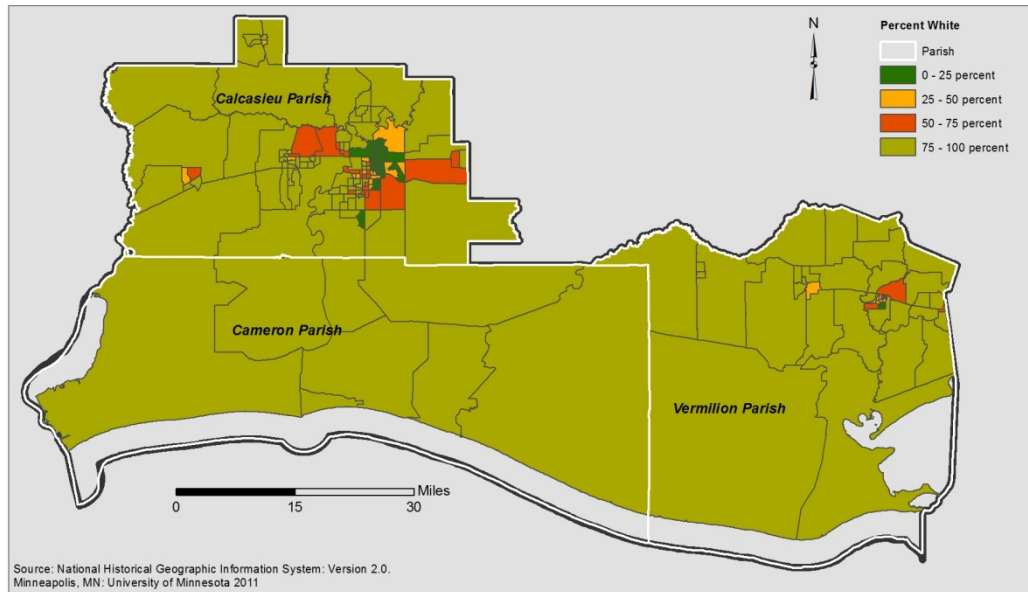 N
Percent White
Parish
0 - 25 percent
25 - 50 percent
50 - 75 percent
75 - 100 percent
Calcasieu Parish
Cameron Parish
Vermilion Parish
Miles
0 15 30
Source: National Historical Geographic Information System: Version 2.0.
Minneapolis, MN: University of Minnesota 2011